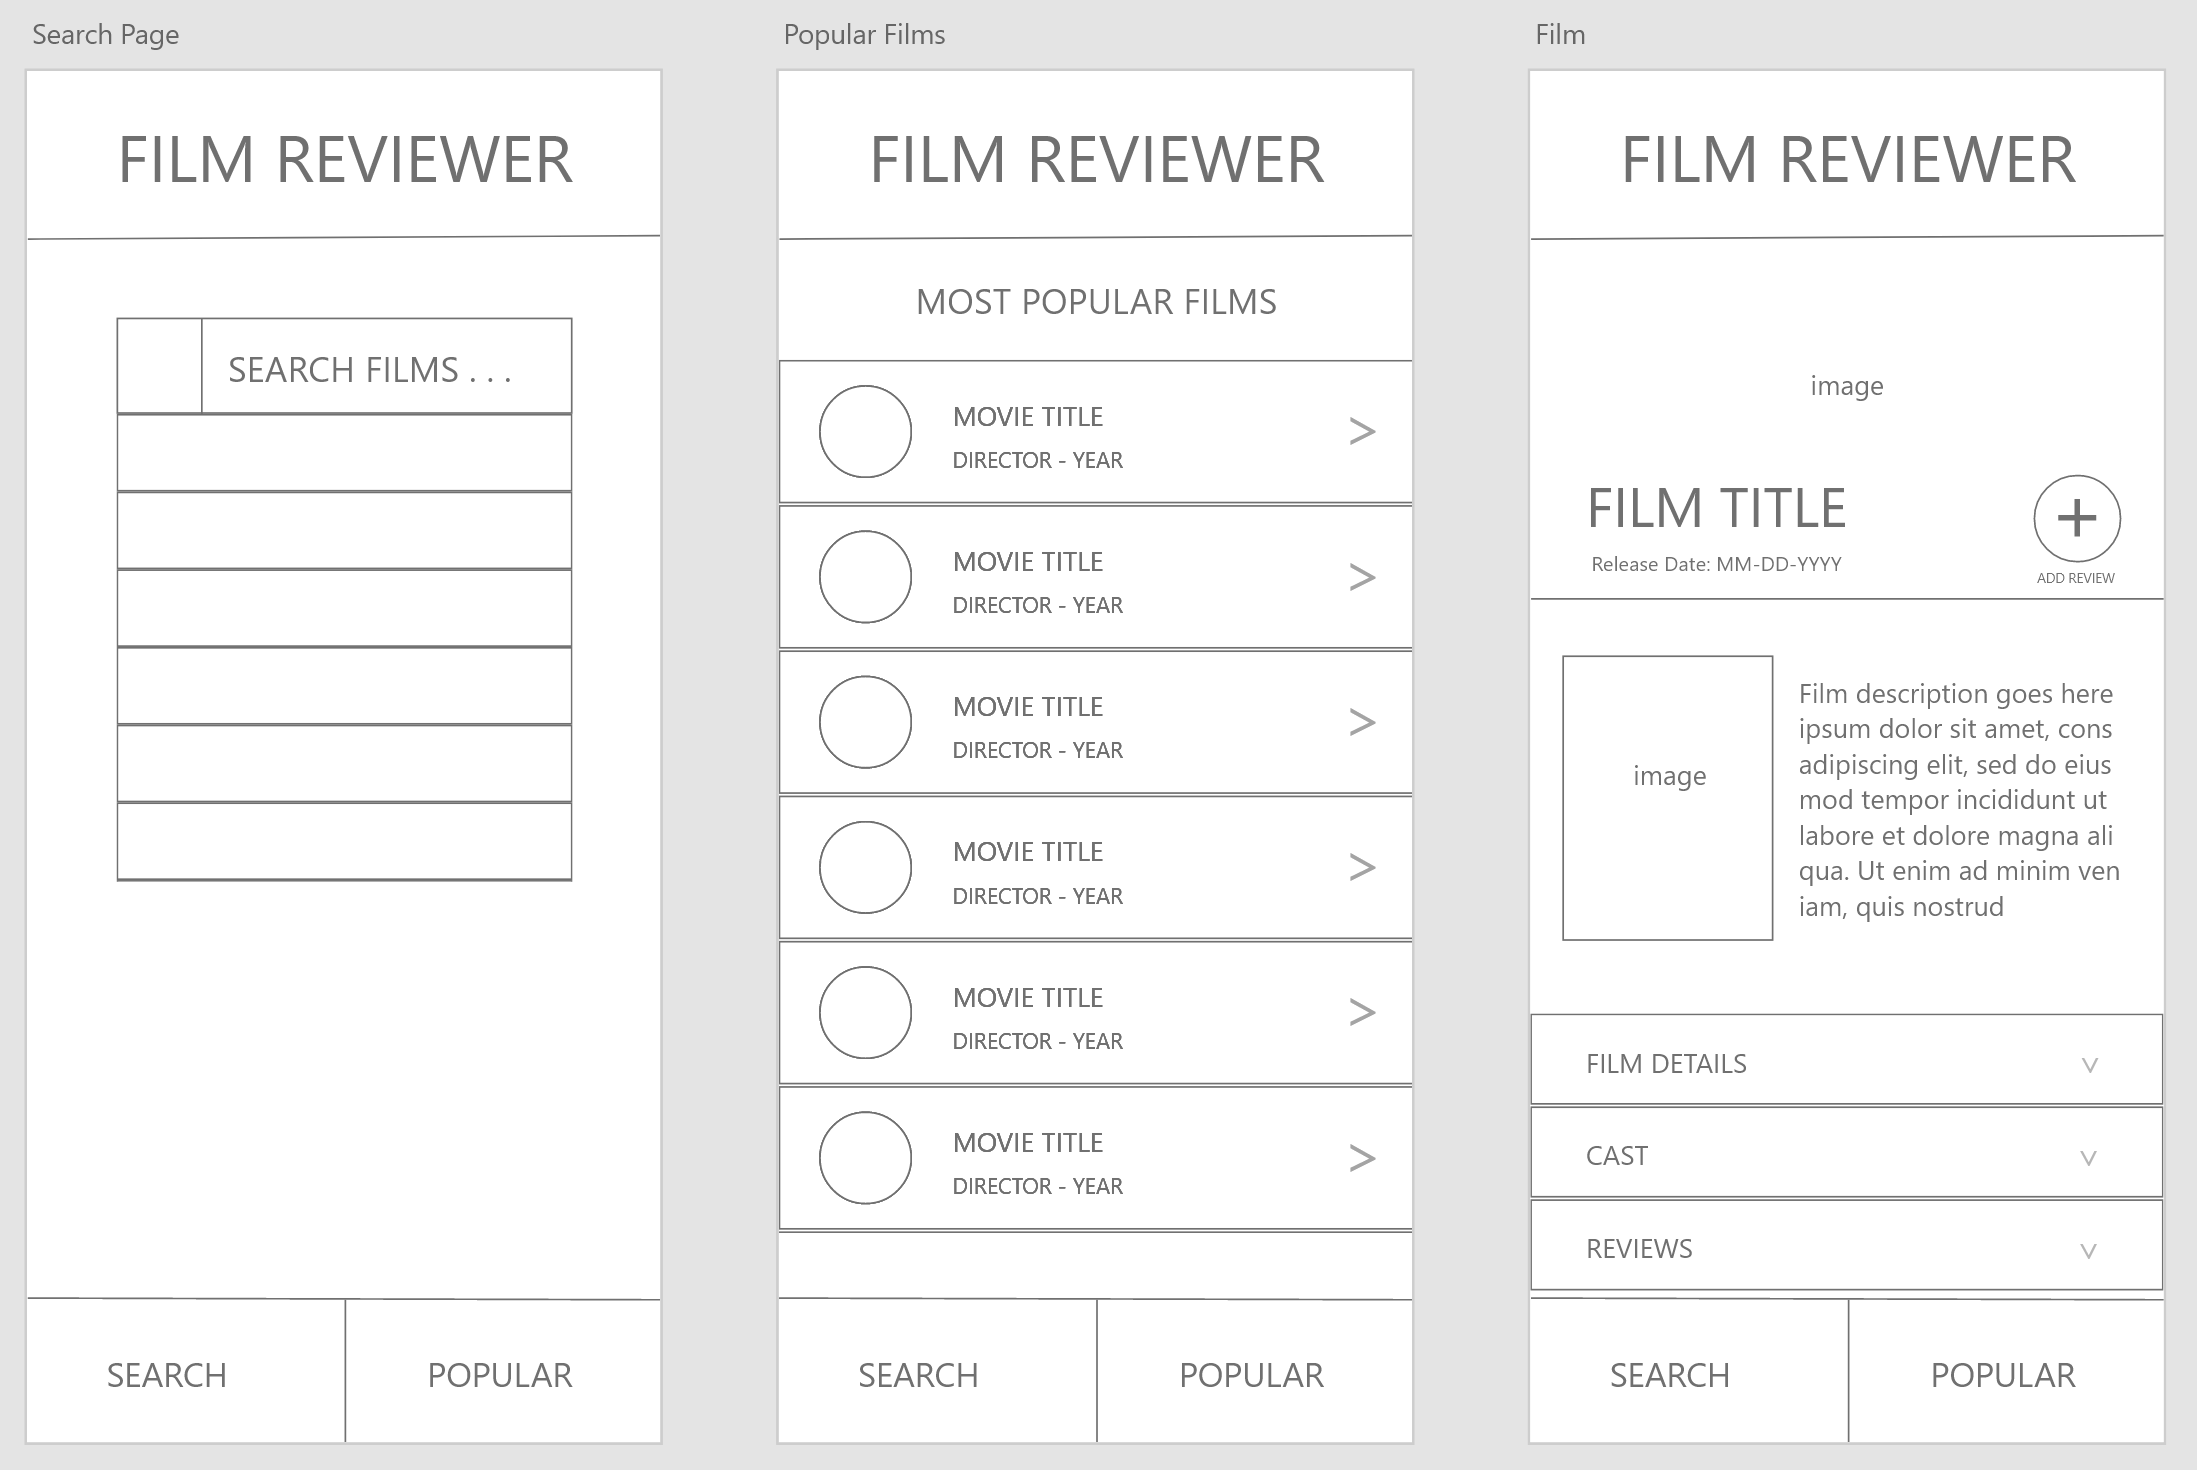 Search Page
FILM REVIEWER
SEARCH FILMS . . .
SEARCH
POPULAR
Popular Films
FILM REVIEWER
MOST POPULAR FILMS
MOVIE TITLE
DIRECTOR - YEAR
>
MOVIE TITLE
DIRECTOR - YEAR
>
MOVIE TITLE
DIRECTOR - YEAR
>
MOVIE TITLE
DIRECTOR - YEAR
>
MOVIE TITLE
DIRECTOR - YEAR
>
MOVIE TITLE
DIRECTOR - YEAR
>
SEARCH
POPULAR
Film
FILM REVIEWER
image
FILM TITLE
Release Date: MM-DD-YYYY
+
ADD REVIEW
image
Film description goes here
ipsum dolor sit amet, cons
adipiscing elit, sed do eius
mod tempor incididunt ut
labore et dolore magna ali
qua. Ut enim ad minim ven
iam, quis nostrud
FILM DETAILS v
CAST v
REVIEWS v
SEARCH
POPULAR